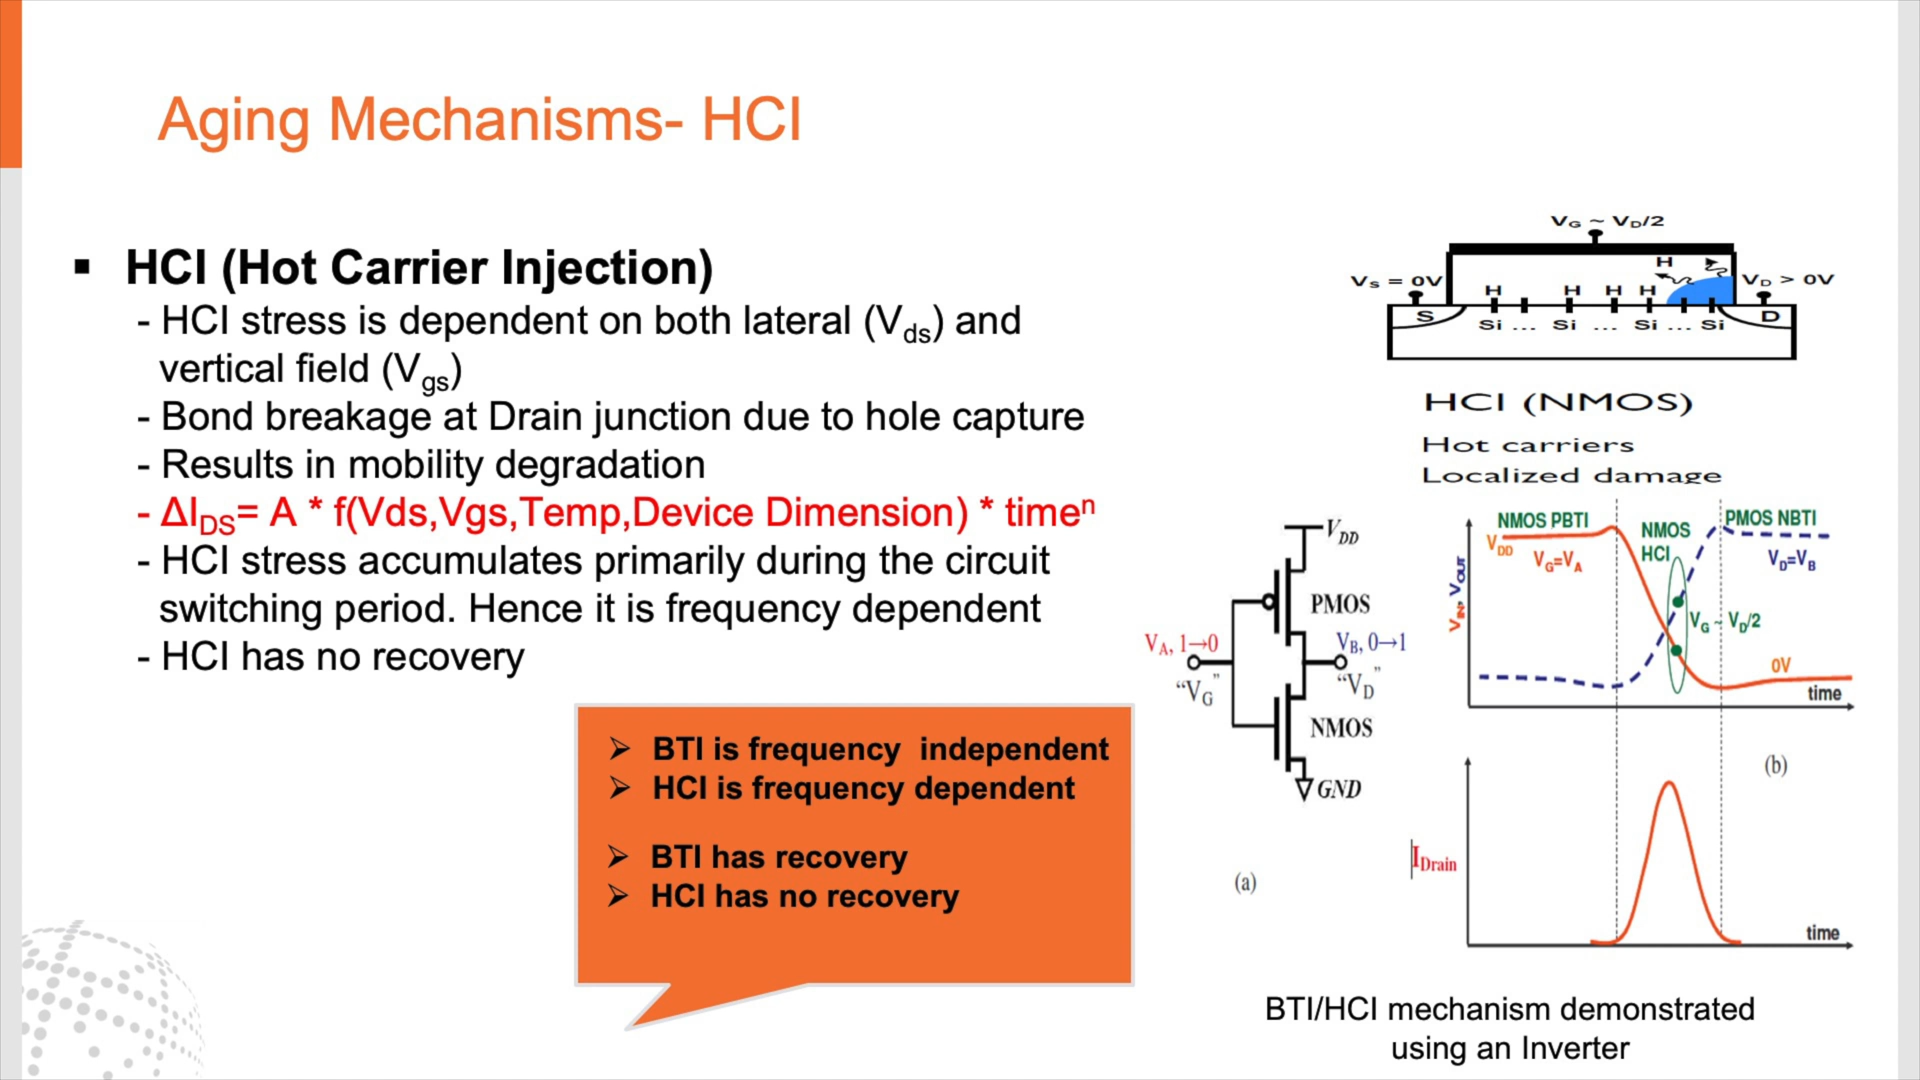 Aging Mechanisms- HCI
▪ HCI (Hot Carrier Injection)
- HCI stress is dependent on both lateral (Vds) and
vertical field (Vgs)
- Bond breakage at Drain junction due to hole capture
- Results in mobility degradation
- ΔIDS= A * f(Vds,Vgs,Temp,Device Dimension) * timeⁿ
- HCI stress accumulates primarily during the circuit
switching period. Hence it is frequency dependent
- HCI has no recovery
➢ BTI is frequency independent
➢ HCI is frequency dependent
➢ BTI has recovery
➢ HCI has no recovery
VG ~ VD/2
VS = 0V
VD > 0V
H
H H H H
S
D
Si ... Si ... Si ... Si
HCI (NMOS)
Hot carriers
Localized damage
VDD
PMOS
VA, 1→0
VB, 0→1
“VG”
“VD”
NMOS
GND
(a)
NMOS PBTI
NMOS
HCI
PMOS NBTI
VDD
VG=VA
VD=VB
VIN, VOUT
VG ~ VD/2
0V
time
(b)
IDrain
time
BTI/HCI mechanism demonstrated
using an Inverter